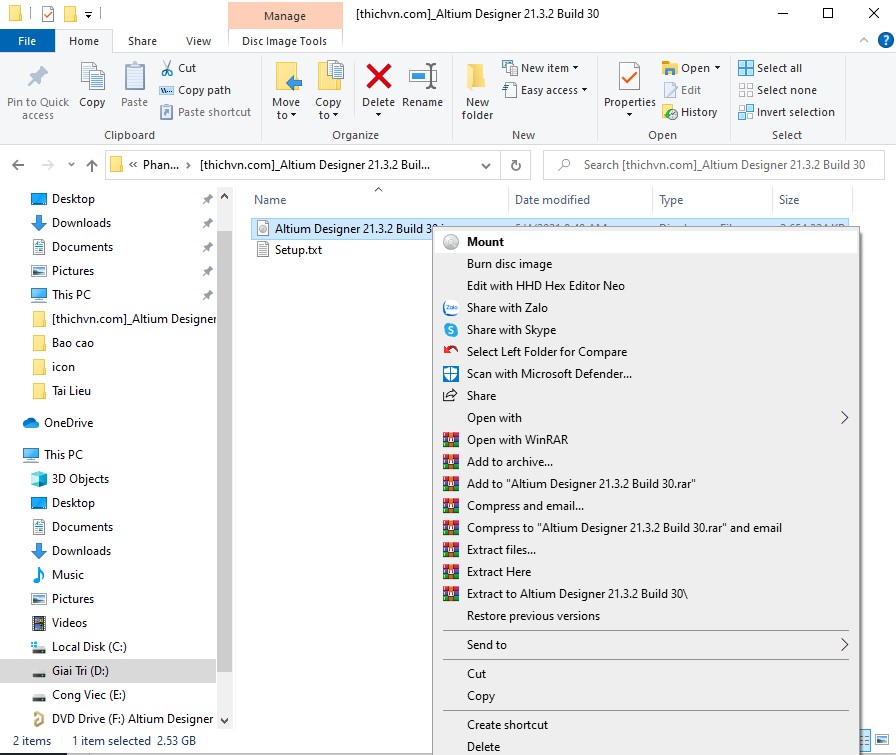 Manage
[thichvn.com]_Altium Designer 21.3.2 Build 30
File
Home
Share
View
Disc Image Tools
Pin to Quick access
Copy
Paste
Cut
Copy path
Paste shortcut
Clipboard
Move to
Copy to
Delete
Rename
Organize
New folder
New item
Easy access
New
Properties
Open
Edit
History
Open
Select all
Select none
Invert selection
Select
« Phan... > [thichvn.com]_Altium Designer 21.3.2 Buil...
Search [thichvn.com]_Altium Designer 21.3.2 Build 30
Desktop
Downloads
Documents
Pictures
This PC
[thichvn.com]_Altium Designer
Bao cao
icon
Tai Lieu
OneDrive
This PC
3D Objects
Desktop
Documents
Downloads
Music
Pictures
Videos
Local Disk (C:)
Giai Tri (D:)
Cong Viec (E:)
DVD Drive (F:) Altium Designer
Name
Date modified
Type
Size
Altium Designer 21.3.2 Build 30.i
Setup.txt
Mount
Burn disc image
Edit with HHD Hex Editor Neo
Zalo Share with Zalo
Share with Skype
Select Left Folder for Compare
Scan with Microsoft Defender...
Share
Open with
Open with WinRAR
Add to archive...
Add to "Altium Designer 21.3.2 Build 30.rar"
Compress and email...
Compress to "Altium Designer 21.3.2 Build 30.rar" and email
Extract files...
Extract Here
Extract to Altium Designer 21.3.2 Build 30\
Restore previous versions
Send to
Cut
Copy
Create shortcut
Delete
2 items
1 item selected 2.53 GB